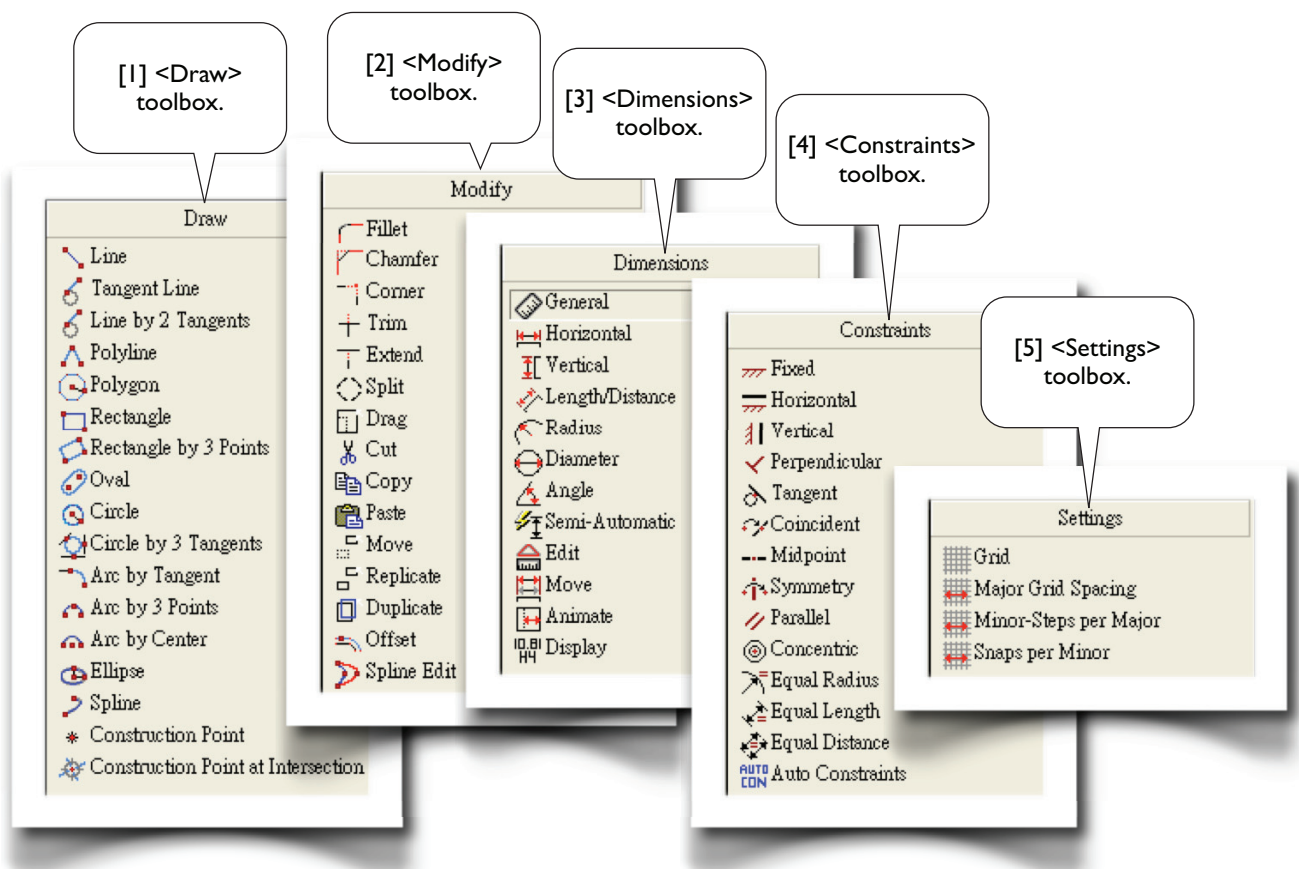 [1] <Draw>
toolbox.
[2] <Modify>
toolbox.
[3] <Dimensions>
toolbox.
[4] <Constraints>
toolbox.
[5] <Settings>
toolbox.
Draw
Line
Tangent Line
Line by 2 Tangents
Polyline
Polygon
Rectangle
Rectangle by 3 Points
Oval
Circle
Circle by 3 Tangents
Arc by Tangent
Arc by 3 Points
Arc by Center
Ellipse
Spline
Construction Point
Construction Point at Intersection
Modify
Fillet
Chamfer
Corner
Trim
Extend
Split
Drag
Cut
Copy
Paste
Move
Replicate
Duplicate
Offset
Spline Edit
Dimensions
General
Horizontal
Vertical
Length/Distance
Radius
Diameter
Angle
Semi-Automatic
Edit
Move
Animate
10.81
H4
Display
Constraints
Fixed
Horizontal
Vertical
Perpendicular
Tangent
Coincident
Midpoint
Symmetry
Parallel
Concentric
Equal Radius
Equal Length
Equal Distance
AUTO
CON
Auto Constraints
Settings
Grid
Major Grid Spacing
Minor-Steps per Major
Snaps per Minor